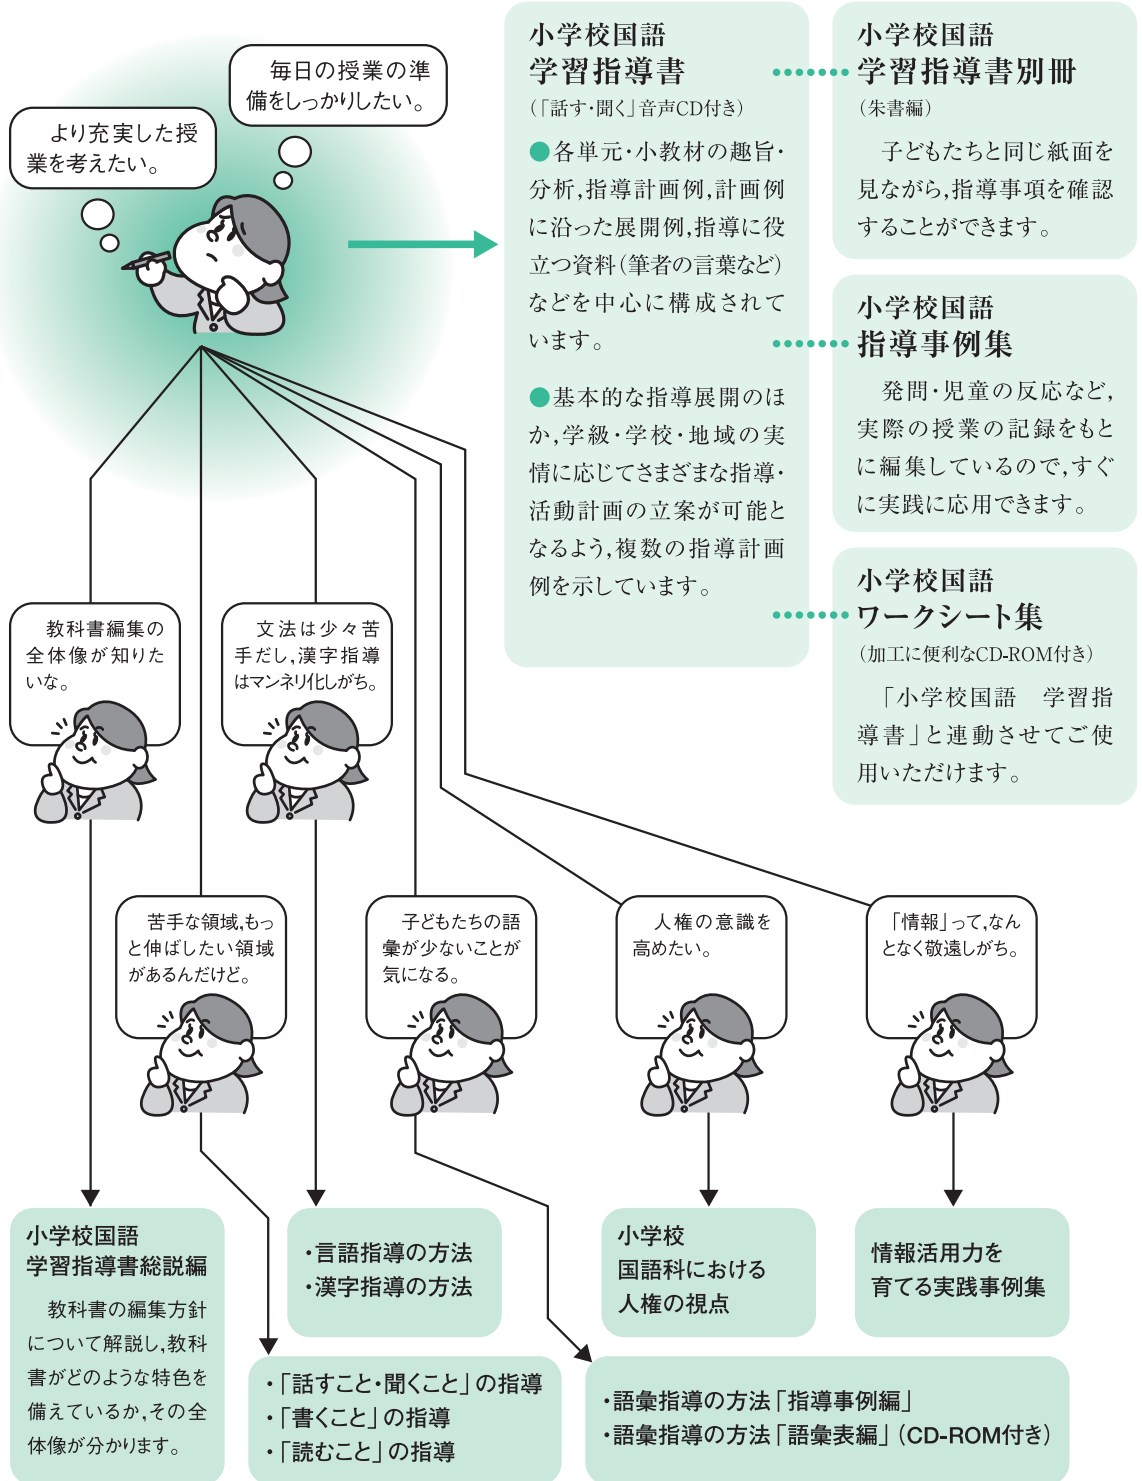 毎日の授業の準
備をしっかりしたい。
より充実した授
業を考えたい。
小学校国語
学習指導書
（「話す・聞く」音声CD付き）
●各単元・小教材の趣旨・
分析,指導計画例,計画例
に沿った展開例,指導に役
立つ資料（筆者の言葉など）
などを中心に構成されて
います。
●基本的な指導展開のほ
か,学級・学校・地域の実
情に応じてさまざまな指導・
活動計画の立案が可能と
なるよう,複数の指導計画
例を示しています。
小学校国語
学習指導書別冊
（朱書編）
子どもたちと同じ紙面を
見ながら,指導事項を確認
することができます。
小学校国語
指導事例集
発問・児童の反応など,
実際の授業の記録をもと
に編集しているので,すぐ
に実践に応用できます。
小学校国語
ワークシート集
（加工に便利なCD-ROM付き）
「小学校国語　学習指
導書」と連動させてご使
用いただけます。
教科書編集の
全体像が知りた
いな。
文法は少々苦
手だし,漢字指導
はマンネリ化しがち。
苦手な領域,もっ
と伸ばしたい領域
があるんだけど。
子どもたちの語
彙が少ないことが
気になる。
人権の意識を
高めたい。
「情報」って,なん
となく敬遠しがち。
小学校国語
学習指導書総説編
教科書の編集方針
について解説し,教科
書がどのような特色を
備えているか,その全
体像が分かります。
・言語指導の方法
・漢字指導の方法
小学校
国語科における
人権の視点
情報活用力を
育てる実践事例集
・「話すこと・聞くこと」の指導
・「書くこと」の指導
・「読むこと」の指導
・語彙指導の方法「指導事例編」
・語彙指導の方法「語彙表編」（CD-ROM付き）